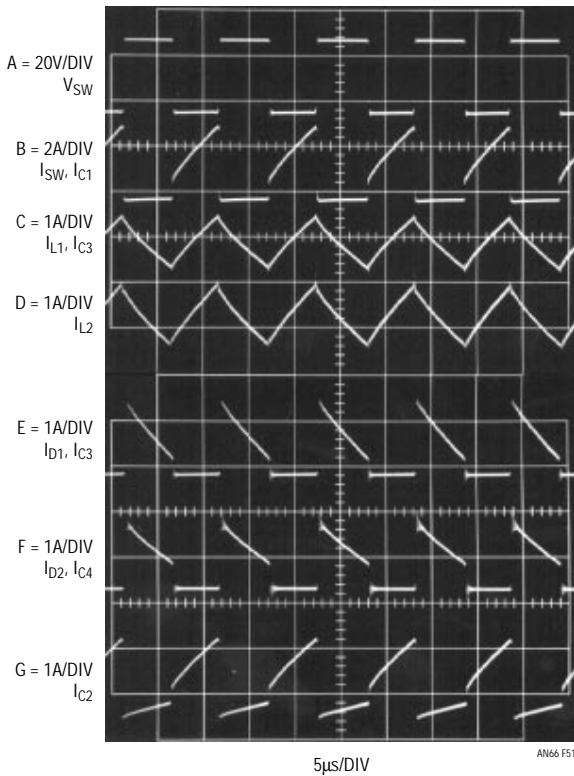 A = 20V/DIV
VSW
B = 2A/DIV
ISW, IC1
C = 1A/DIV
IL1, IC3
D = 1A/DIV
IL2
E = 1A/DIV
ID1, IC3
F = 1A/DIV
ID2, IC4
G = 1A/DIV
IC2
5µs/DIV
AN66 F51